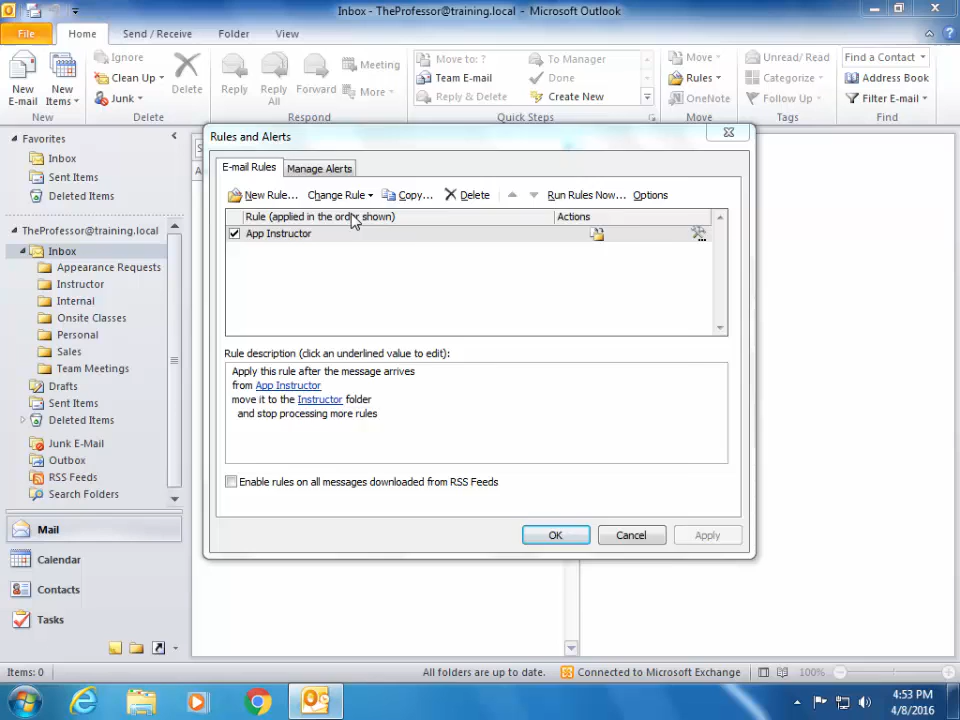 Inbox - TheProfessor@training.local - Microsoft Outlook
File Home Send / Receive Folder View
Ignore
Clean Up
Junk
New E-mail
New Items
Delete
Reply
Reply All
Forward
Meeting
More
Move to: ?
Team E-mail
Reply & Delete
To Manager
Done
Create New
Move
Rules
OneNote
Unread/ Read
Categorize
Follow Up
Find a Contact
Address Book
Filter E-mail
New Delete Respond Quick Steps Move Tags Find
Favorites
Inbox
Sent Items
Deleted Items
TheProfessor@training.local
Inbox
Appearance Requests
Instructor
Internal
Onsite Classes
Personal
Sales
Team Meetings
Drafts
Sent Items
Deleted Items
Junk E-Mail
Outbox
RSS Feeds
Search Folders
Mail
Calendar
Contacts
Tasks
Rules and Alerts
E-mail Rules Manage Alerts
New Rule... Change Rule Copy... Delete Run Rules Now... Options
Rule (applied in the order shown) Actions
App Instructor
Rule description (click an underlined value to edit):
Apply this rule after the message arrives
from App Instructor
move it to the Instructor folder
and stop processing more rules
Enable rules on all messages downloaded from RSS Feeds
OK Cancel Apply
Items: 0 All folders are up to date. Connected to Microsoft Exchange 100%
4:53 PM
4/8/2016